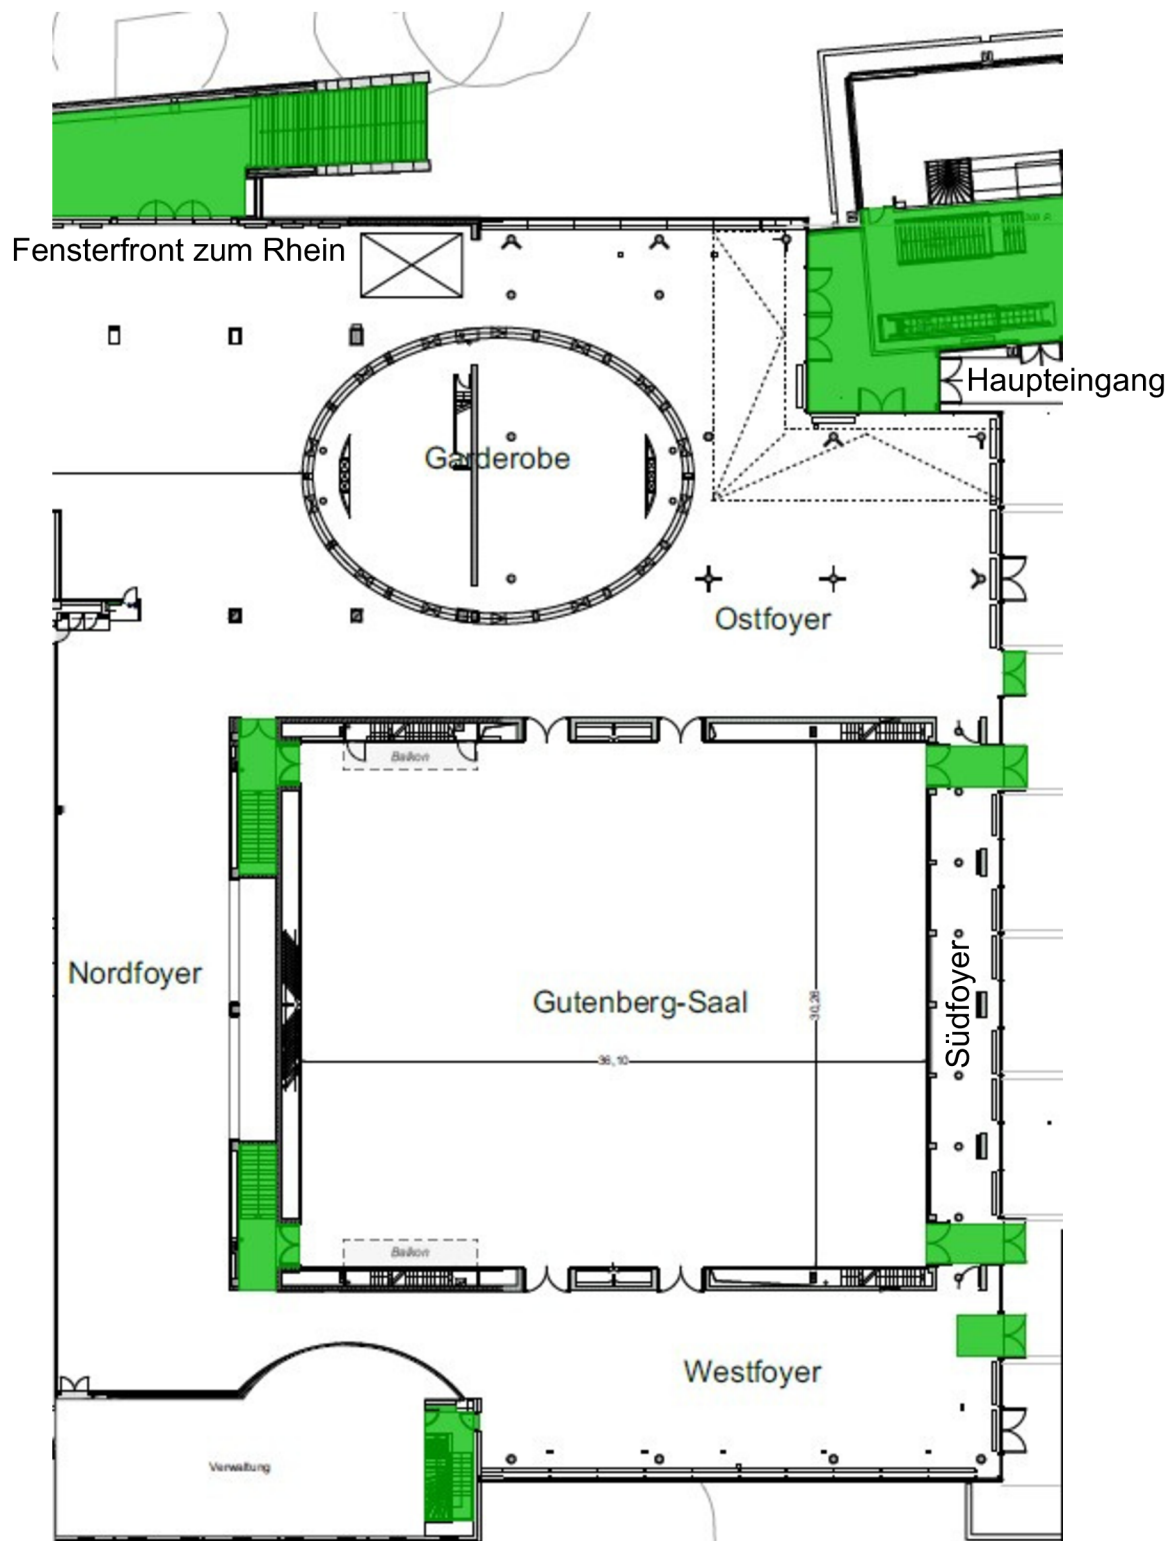 Fensterfront zum Rhein
Haupteingang
Garderobe
Ostfoyer
Balkon
Nordfoyer
Gutenberg-Saal
30,26
Südfoyer
36,10
Balkon
Westfoyer
Verwaltung